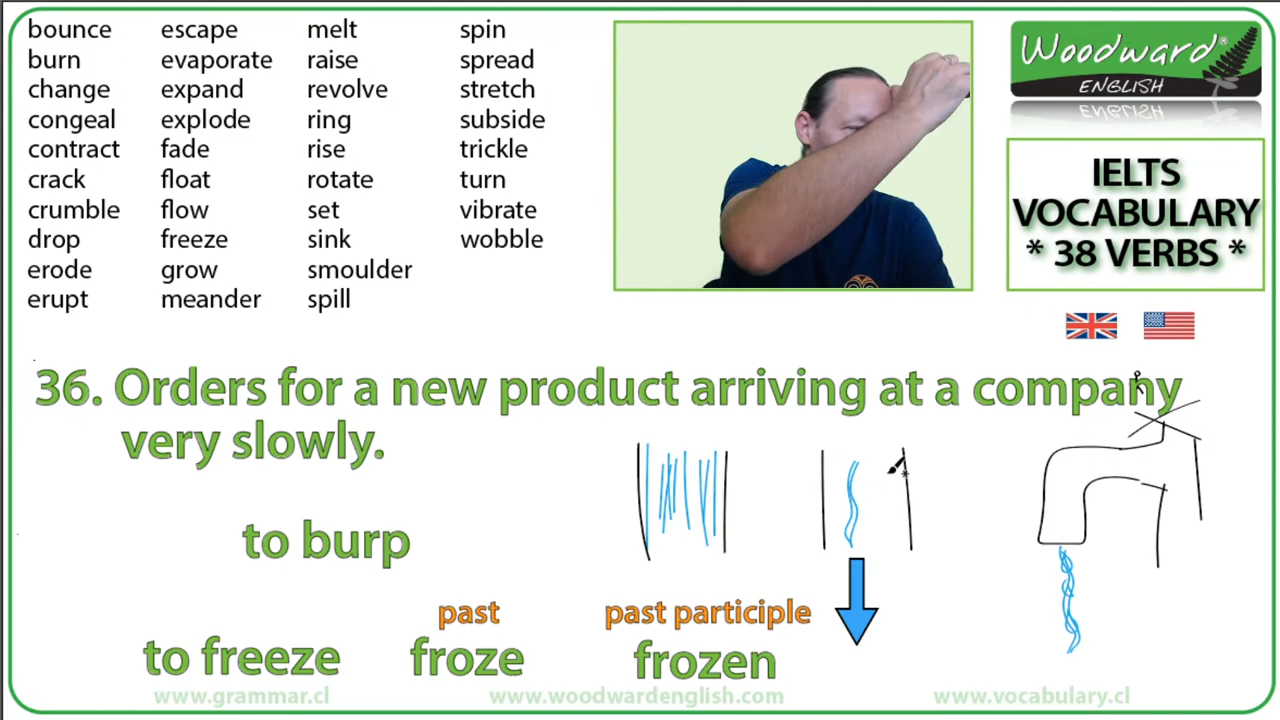 bounce
burn
change
congeal
contract
crack
crumble
drop
erode
erupt
escape
evaporate
expand
explode
fade
float
flow
freeze
grow
meander
melt
raise
revolve
ring
rise
rotate
set
sink
smoulder
spill
spin
spread
stretch
subside
trickle
turn
vibrate
wobble
Woodward®
ENGLISH
IELTS
VOCABULARY
* 38 VERBS *
36. Orders for a new product arriving at a company
very slowly.
to burp
past
past participle
to freeze
froze
frozen
www.grammar.cl
www.woodwardenglish.com
www.vocabulary.cl